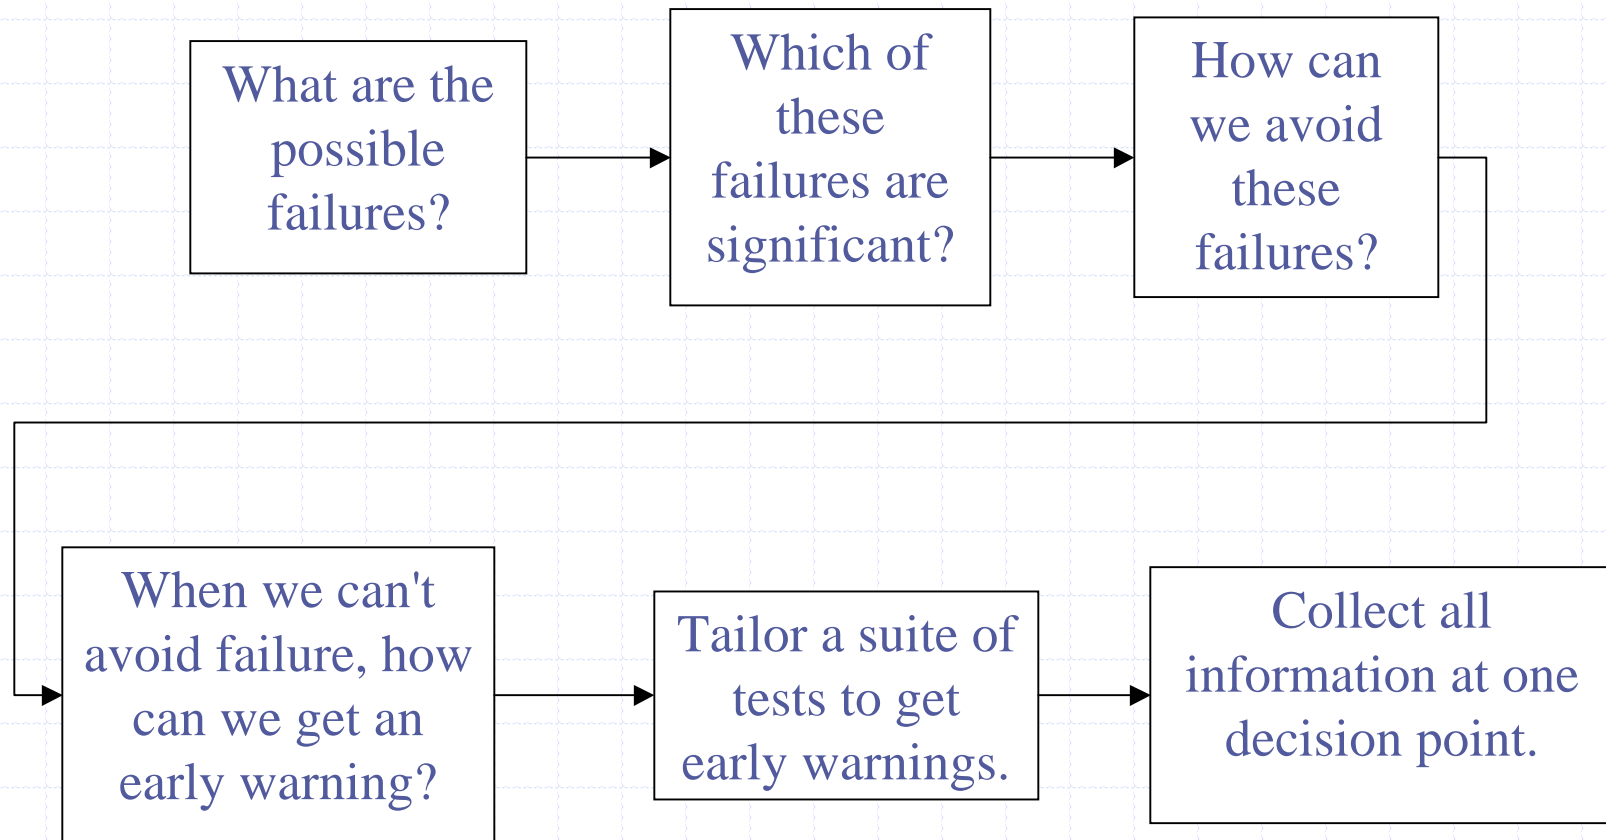 What are the
possible
failures?
Which of
these
failures are
significant?
How can
we avoid
these
failures?
When we can't
avoid failure, how
can we get an
early warning?
Tailor a suite of
tests to get
early warnings.
Collect all
information at one
decision point.